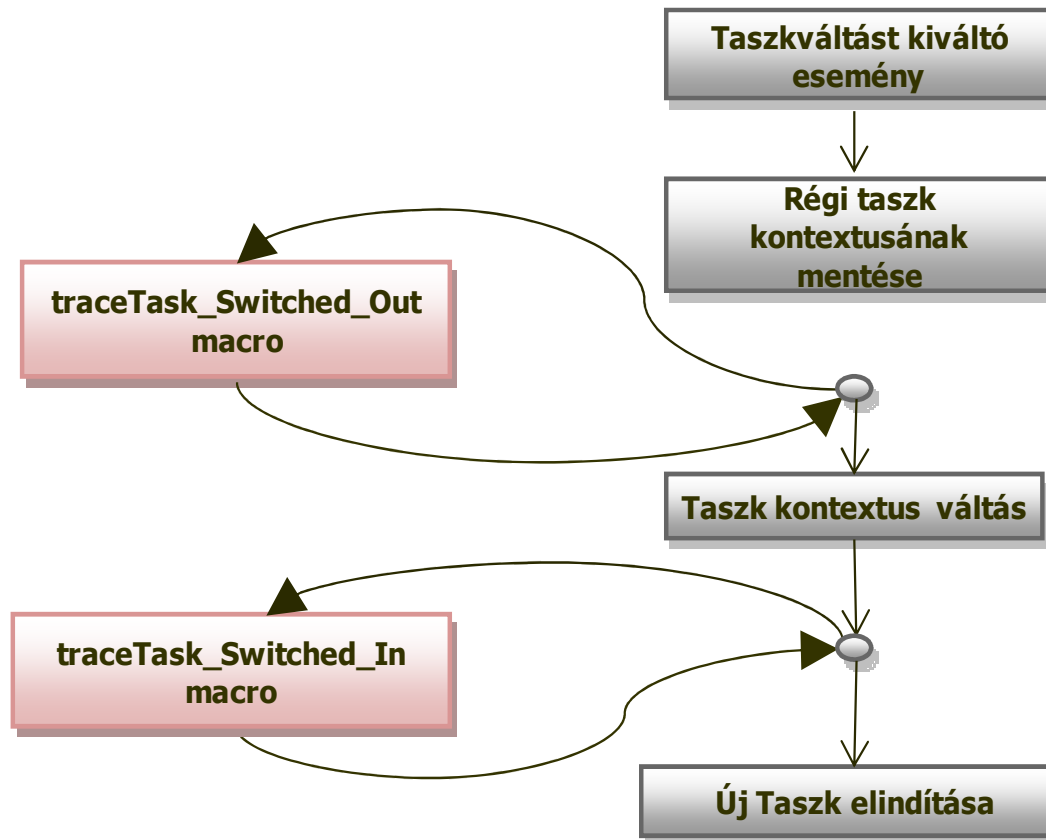 Taszkváltást kiváltó
esemény
Régi taszk
kontextusának
mentése
traceTask_Switched_Out
macro
Taszk kontextus váltás
traceTask_Switched_In
macro
Új Taszk elindítása